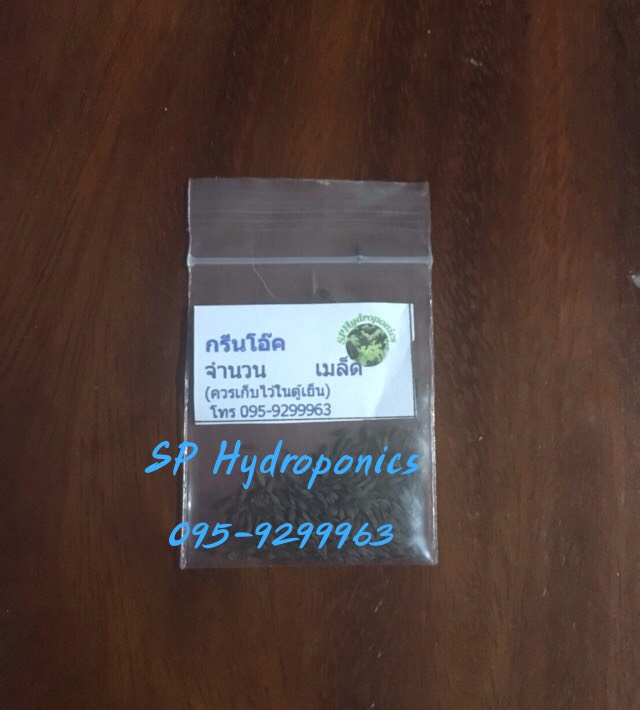 SP Hydroponics
กรีนโอ๊ค
จำนวน เมล็ด
(ควรเก็บไว้ในตู้เย็น)
โทร 095-9299963
SP Hydroponics
095-9299963